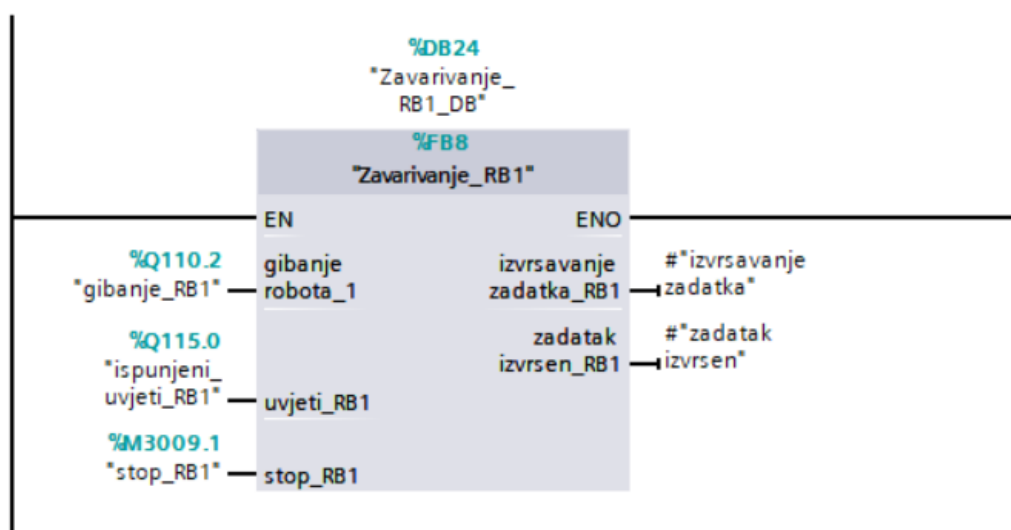 %DB24
"Zavarivanje_
RB1_DB"
%FB8
"Zavarivanje_RB1"
EN ENO
%Q110.2 gibanje izvrsavanje #"izvrsavanje
"gibanje_RB1" robota_1 zadatka_RB1 zadatka"
%Q115.0 zadatak #"zadatak
"ispunjeni_ izvrsen_RB1 izvrsen"
uvjeti_RB1" uvjeti_RB1
%M3009.1
"stop_RB1" stop_RB1